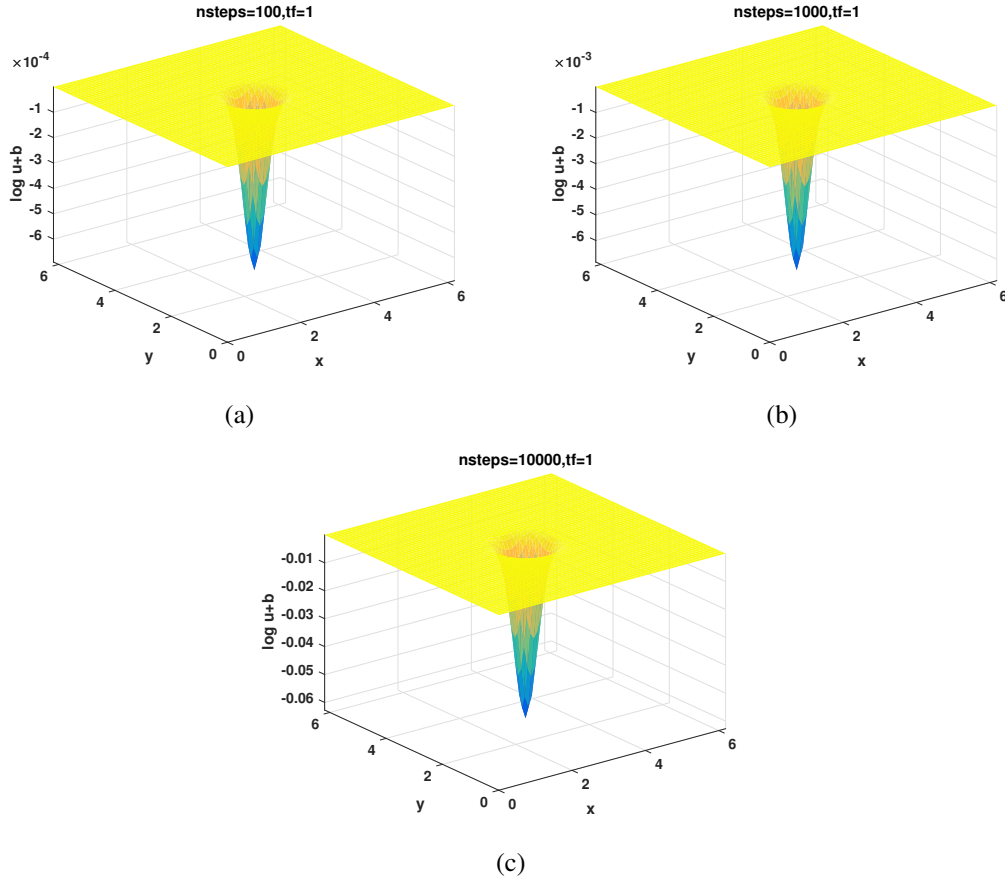 nsteps=100,tf=1
×10⁻⁴
-1
-2
-3
-4
-5
-6
log u+b
6
4
2
0
y
0
2
4
6
x
(a)
nsteps=1000,tf=1
×10⁻³
-1
-2
-3
-4
-5
-6
log u+b
6
4
2
0
y
0
2
4
6
x
(b)
nsteps=10000,tf=1
-0.01
-0.02
-0.03
-0.04
-0.05
-0.06
log u+b
6
4
2
0
y
0
2
4
6
x
(c)